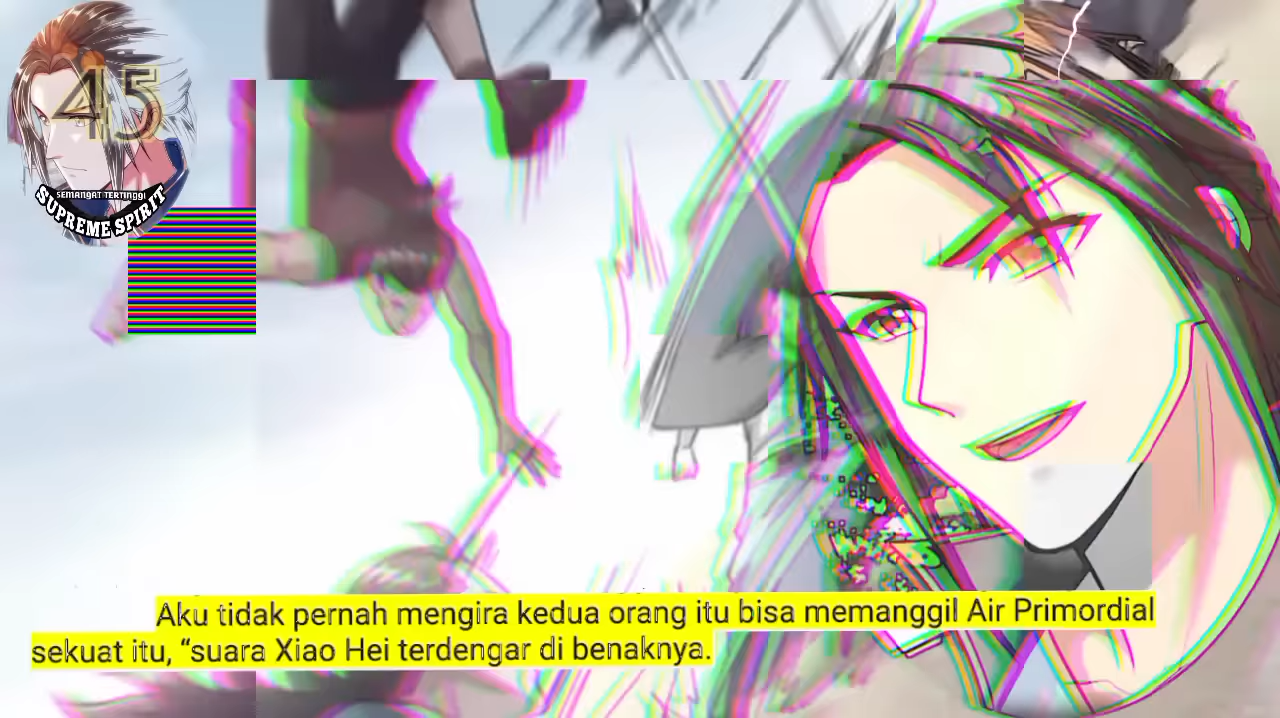 45
SEMANGAT TERTINGGI
SUPREME SPIRIT
Aku tidak pernah mengira kedua orang itu bisa memanggil Air Primordial
sekuat itu, “suara Xiao Hei terdengar di benaknya.